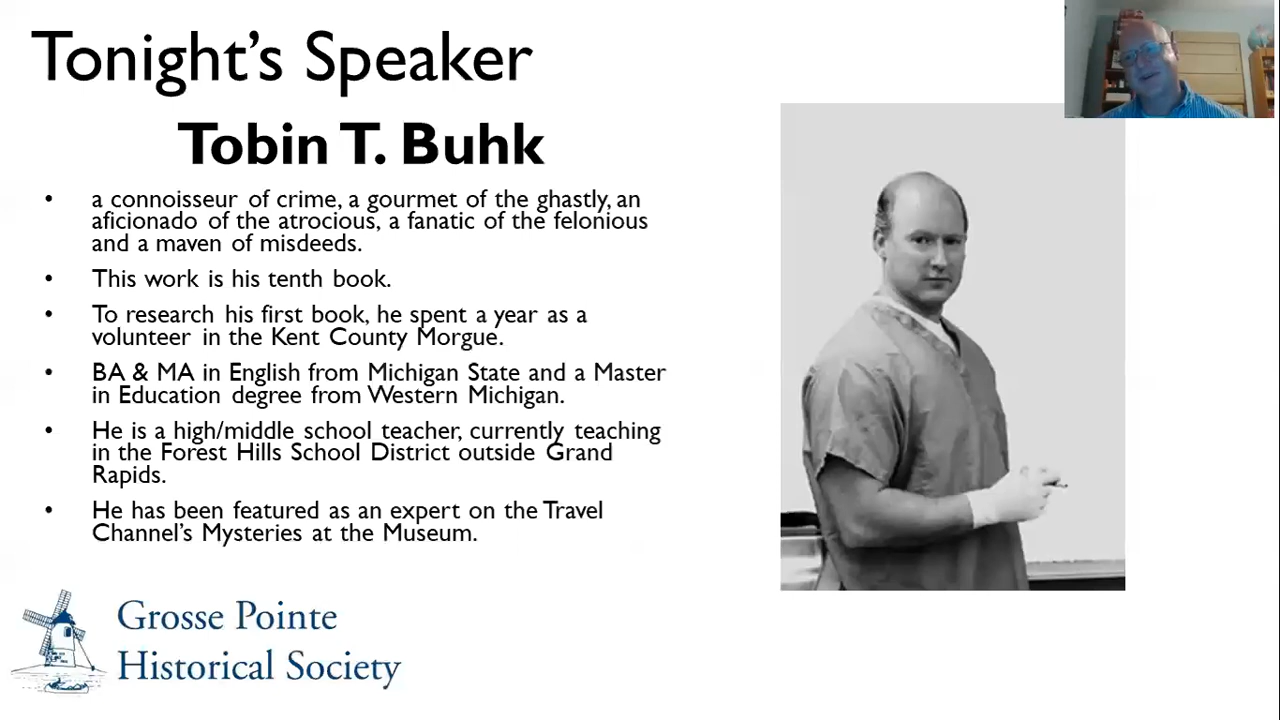 Tonight's Speaker
Tobin T. Buhk
• a connoisseur of crime, a gourmet of the ghastly, an
aficionado of the atrocious, a fanatic of the felonious
and a maven of misdeeds.
• This work is his tenth book.
• To research his first book, he spent a year as a
volunteer in the Kent County Morgue.
• BA & MA in English from Michigan State and a Master
in Education degree from Western Michigan.
• He is a high/middle school teacher, currently teaching
in the Forest Hills School District outside Grand
Rapids.
• He has been featured as an expert on the Travel
Channel's Mysteries at the Museum.
Grosse Pointe
Historical Society